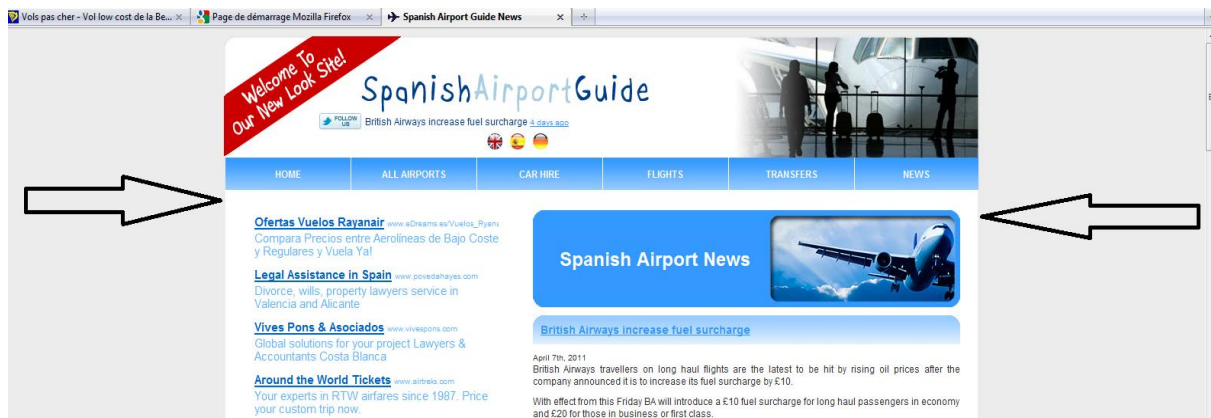 Vols pas cher - Vol low cost de la Be...
Page de démarrage Mozilla Firefox
Spanish Airport Guide News
Welcome To
Our New Look Site!
SpanishAirportGuide
FOLLOW
US
British Airways increase fuel surcharge 4 days ago
HOME
ALL AIRPORTS
CAR HIRE
FLIGHTS
TRANSFERS
NEWS
Ofertas Vuelos Rayanair www.eDreams.es/Vuelos_Ryana
Compara Precios entre Aerolíneas de Bajo Coste
y Regulares y Vuela Ya!
Legal Assistance in Spain www.povedahayes.com
Divorce, wills, property lawyers service in
Valencia and Alicante
Vives Pons & Asociados www.vivespons.com
Global solutions for your project Lawyers &
Accountants Costa Blanca
Around the World Tickets www.airtreks.com
Your experts in RTW airfares since 1987. Price
your custom trip now.
Spanish Airport News
British Airways increase fuel surcharge
April 7th, 2011
British Airways travellers on long haul flights are the latest to be hit by rising oil prices after the
company announced it is to increase its fuel surcharge by £10.
With effect from this Friday BA will introduce a £10 fuel surcharge for long haul passengers in economy
and £20 for those in business or first class.